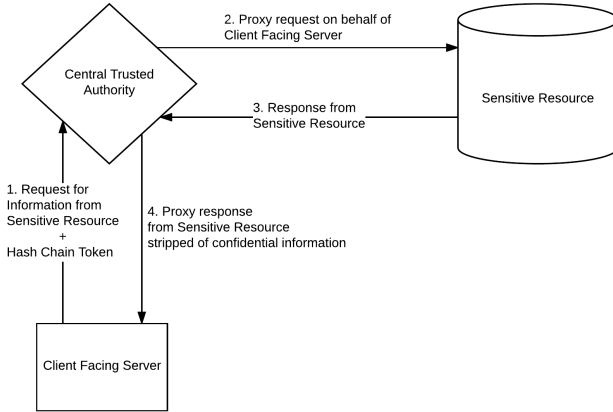 2. Proxy request on behalf of
Client Facing Server
Central Trusted
Authority
Sensitive Resource
3. Response from
Sensitive Resource
1. Request for
Information from
Sensitive Resource
+
Hash Chain Token
4. Proxy response
from Sensitive Resource
stripped of confidential information
Client Facing Server